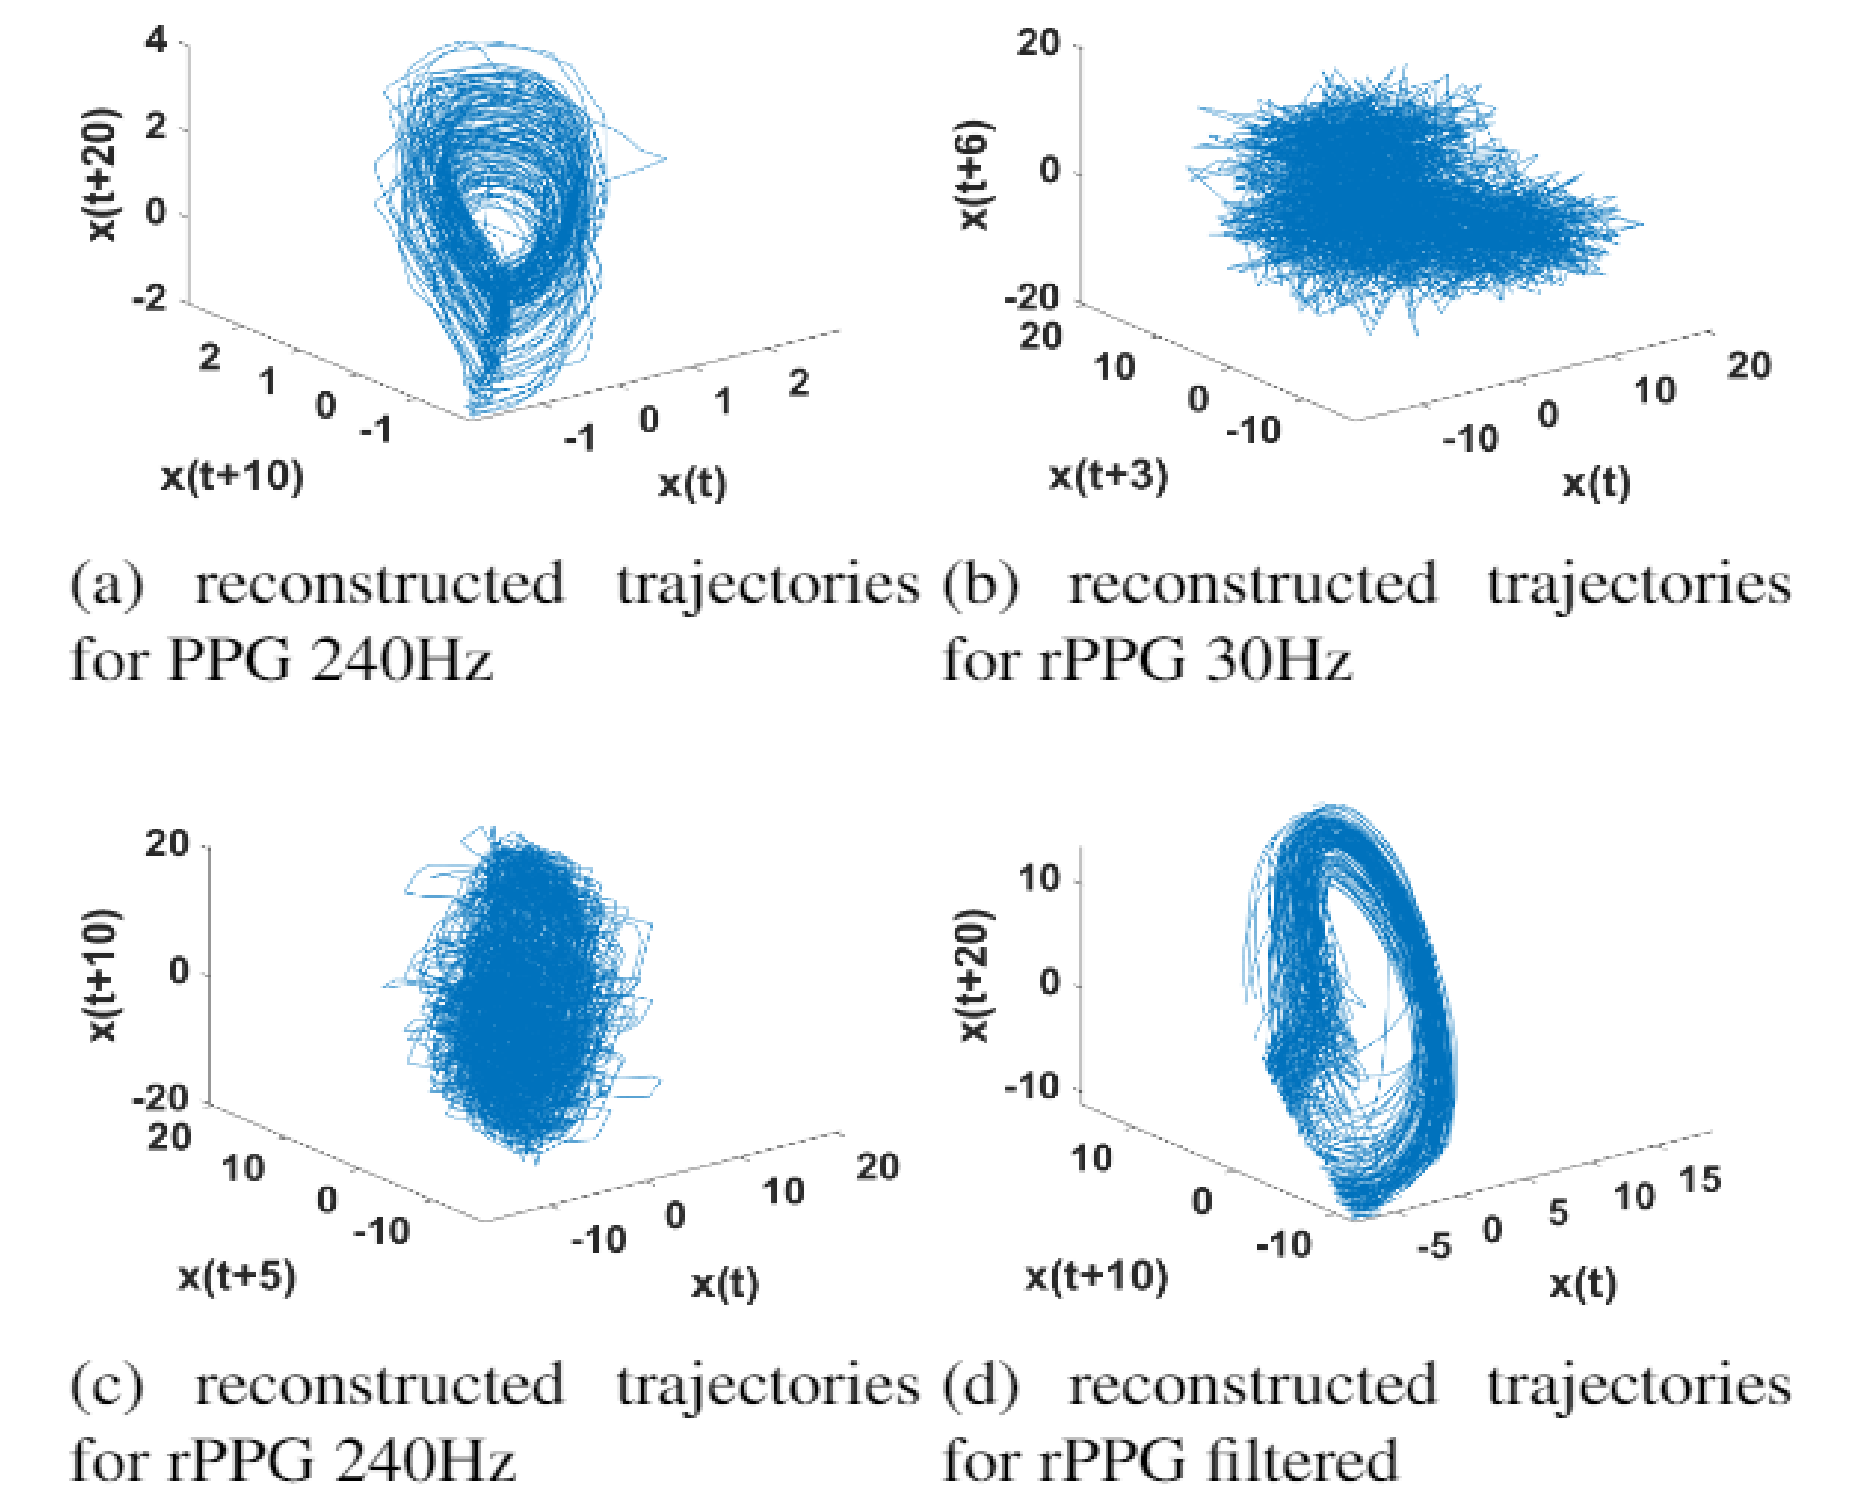 4
2
0
-2
x(t+20)
2
1
0
-1
x(t+10)
-1
0
1
2
x(t)
20
0
-20
x(t+6)
20
10
0
-10
x(t+3)
-10
0
10
20
x(t)
(a) reconstructed trajectories
for PPG 240Hz
(b) reconstructed trajectories
for rPPG 30Hz
20
0
-20
x(t+10)
20
10
0
-10
x(t+5)
-10
0
10
20
x(t)
10
0
-10
x(t+20)
10
0
-10
x(t+10)
-5
0
5
10
15
x(t)
(c) reconstructed trajectories
for rPPG 240Hz
(d) reconstructed trajectories
for rPPG filtered